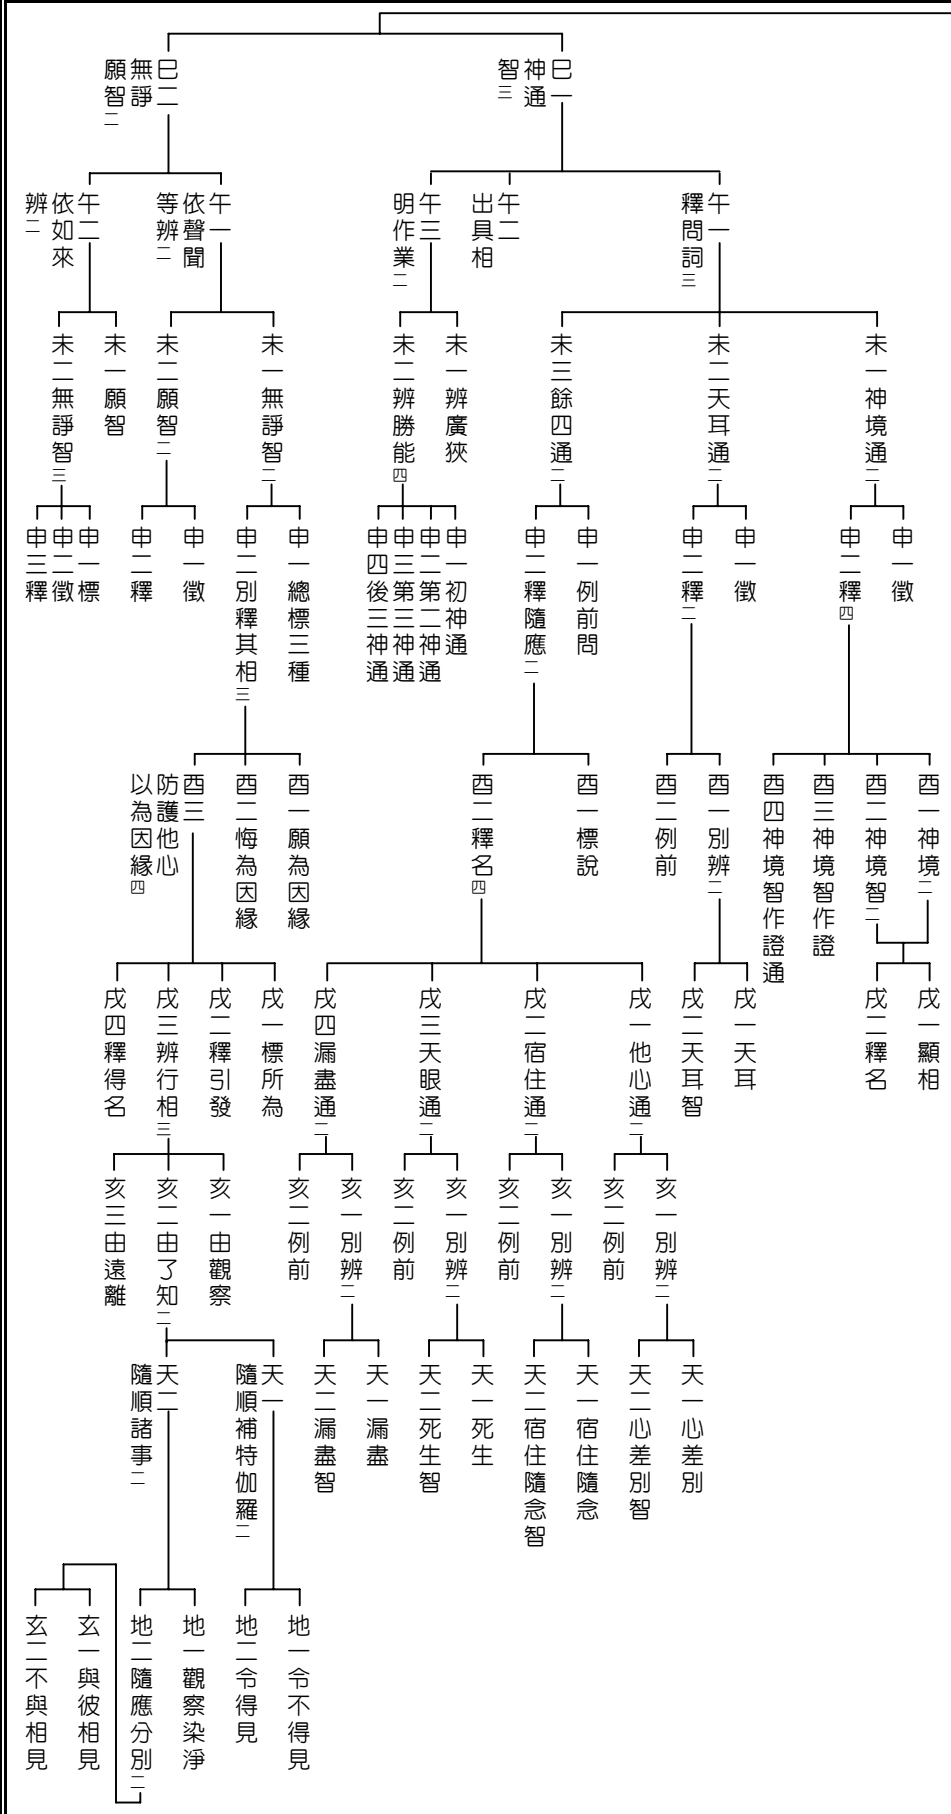 巳一神通智三
巳二無諍願智二
午一釋問詞三
午二出具相
午三明作業二
午一依聲聞等辨二
午二依如來辨二
未一神境通二
未二天耳通二
未三餘四通二
未一辨廣狹
未二辨勝能四
未一無諍智二
未二願智二
未一願智
未二無諍智三
申一徵
申二釋四
申一徵
申二釋二
申一例前問
申二釋隨應二
申一初神通
申二第二神通
申三第三神通
申四後三神通
申一總標三種
申二別釋其相三
申一徵
申二釋
申一標
申二徵
申三釋
酉一神境二
酉二神境智二
酉三神境智作證
酉四神境智作證通
酉一別辨二
酉二例前
酉一標說
酉二釋名四
酉一願為因緣
酉二悔為因緣
酉三防護他心以為因緣四
戌一顯相
戌二釋名
戌一天耳
戌二天耳智
戌一他心通二
戌二宿住通二
戌三天眼通二
戌四漏盡通二
戌一標所為
戌二釋引發
戌三辨行相三
戌四釋得名
亥一別辨二
亥二例前
亥一別辨二
亥二例前
亥一別辨二
亥二例前
亥一別辨二
亥二例前
亥一由觀察
亥二由了知二
亥三由遠離
天一心差別
天二心差別智
天一宿住隨念
天二宿住隨念智
天一死生
天二死生智
天一漏盡
天二漏盡智
天一隨順補特伽羅二
天二隨順諸事二
地一令不得見
地二令得見
地一觀察染淨
地二隨應分別二
玄一與彼相見
玄二不與相見